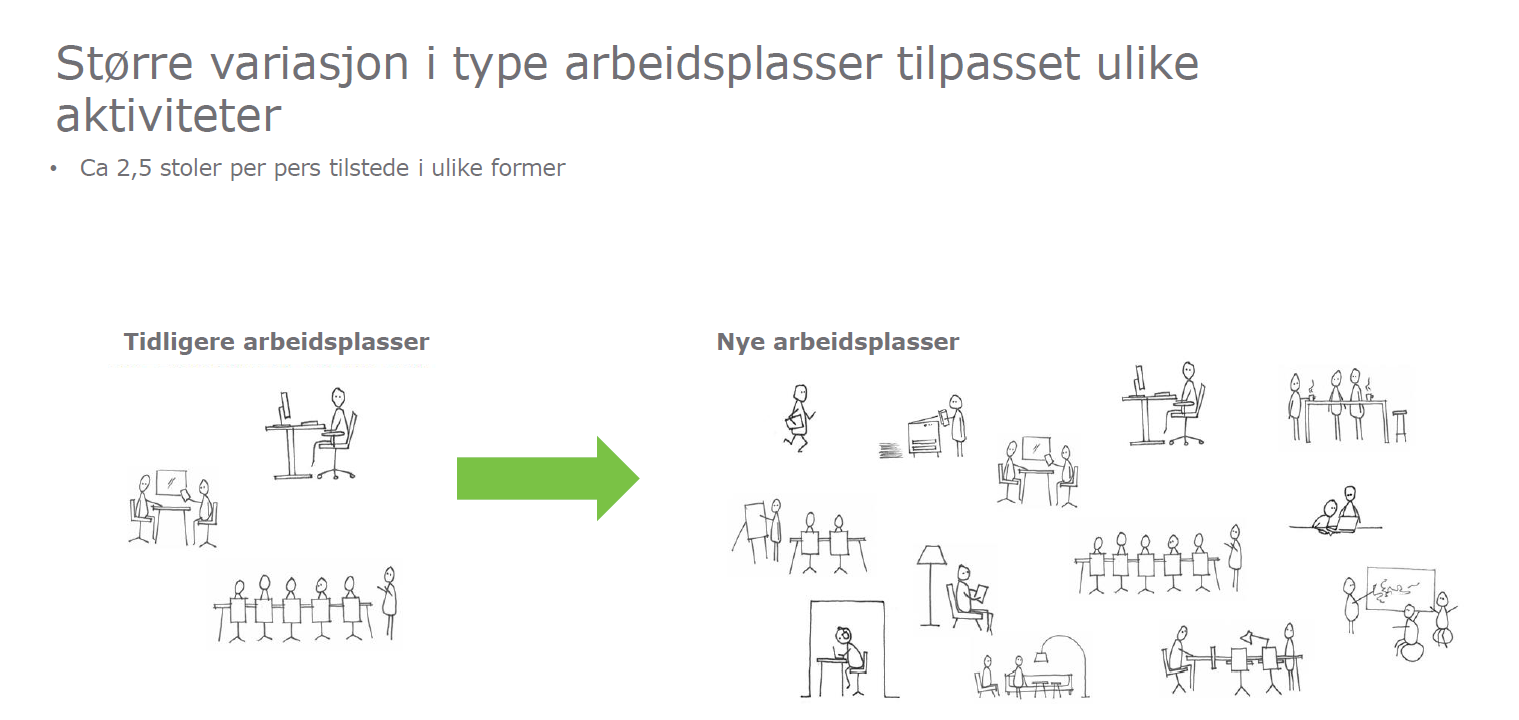 Større variasjon i type arbeidsplasser tilpasset ulike
aktiviteter
• Ca 2,5 stoler per pers tilstede i ulike former
Tidligere arbeidsplasser
Nye arbeidsplasser